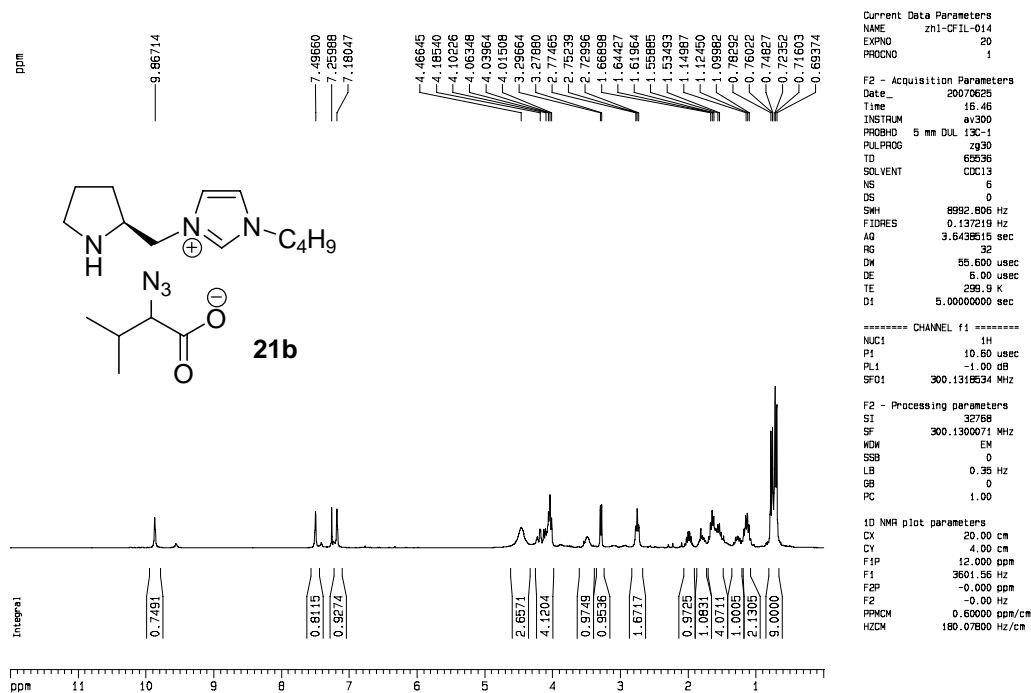 ppm
9.86714
7.49660
7.25988
7.18047
4.46645
4.18540
4.10226
4.06348
4.03964
4.01508
3.29664
3.27880
2.77465
2.75239
2.72996
1.66898
1.64427
1.61964
1.55885
1.53493
1.14987
1.12450
1.09982
0.78292
0.76022
0.74827
0.72352
0.71603
0.69374
N
H
N
⊕
N
C4H9
N3
O
⊖
O
21b
Integral
0.7491
0.8115
0.9274
2.6571
4.1204
0.9749
0.9536
1.6717
0.9725
1.0831
4.0711
1.0005
2.1305
9.0000
ppm 11 10 9 8 7 6 5 4 3 2 1
Current Data Parameters
NAME zhl-CFIL-014
EXPNO 20
PROCNO 1
F2 - Acquisition Parameters
Date_ 20070625
Time 16.46
INSTRUM av300
PROBHD 5 mm DUL 13C-1
PULPROG zg30
TD 65536
SOLVENT CDCl3
NS 6
DS 0
SWH 8992.806 Hz
FIDRES 0.137219 Hz
AQ 3.6438515 sec
RG 32
DW 55.600 usec
DE 6.00 usec
TE 299.9 K
D1 5.00000000 sec
======== CHANNEL f1 ========
NUC1 1H
P1 10.60 usec
PL1 -1.00 dB
SFO1 300.1318534 MHz
F2 - Processing parameters
SI 32768
SF 300.1300071 MHz
WDW EM
SSB 0
LB 0.35 Hz
GB 0
PC 1.00
1D NMR plot parameters
CX 20.00 cm
CY 4.00 cm
F1P 12.000 ppm
F1 3601.56 Hz
F2P -0.000 ppm
F2 -0.00 Hz
PPMCM 0.60000 ppm/cm
HZCM 180.07800 Hz/cm